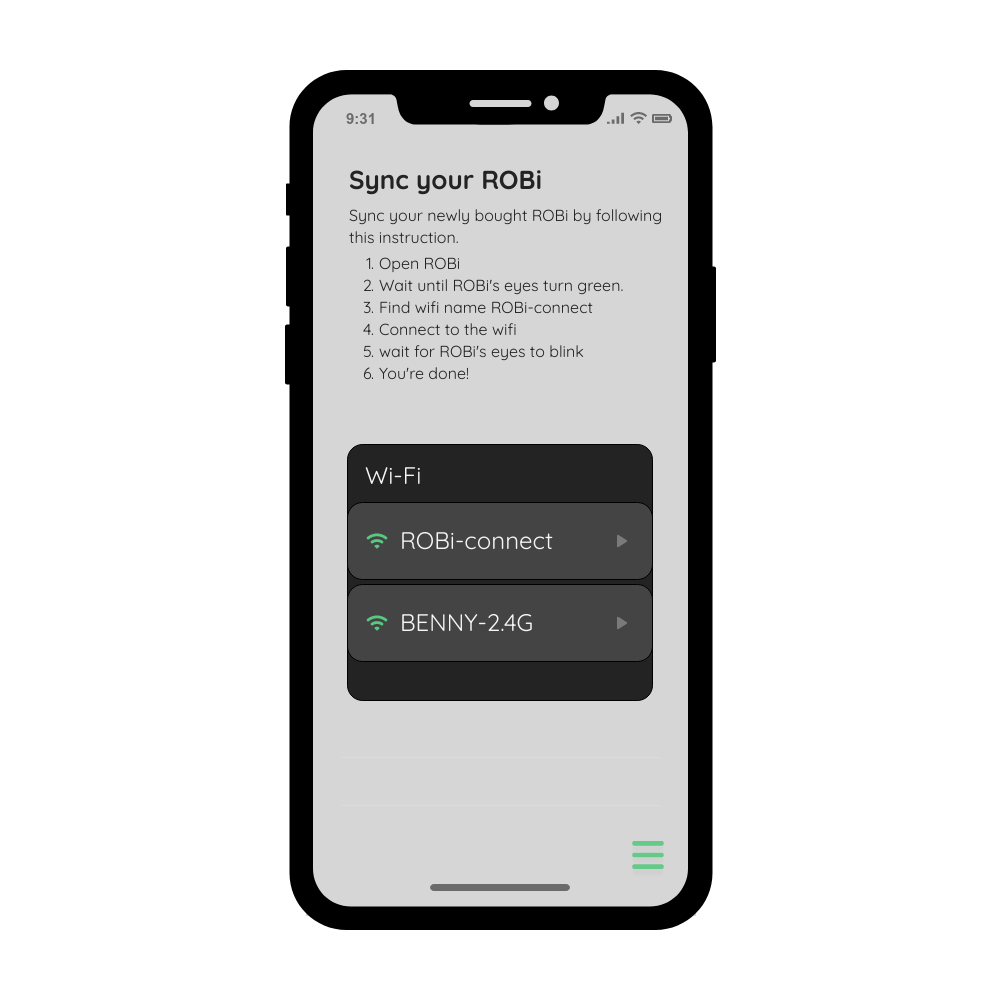 9:31
Sync your ROBi
Sync your newly bought ROBi by following
this instruction.
1. Open ROBi
2. Wait until ROBi's eyes turn green.
3. Find wifi name ROBi-connect
4. Connect to the wifi
5. wait for ROBi's eyes to blink
6. You're done!
Wi-Fi
ROBi-connect
BENNY-2.4G